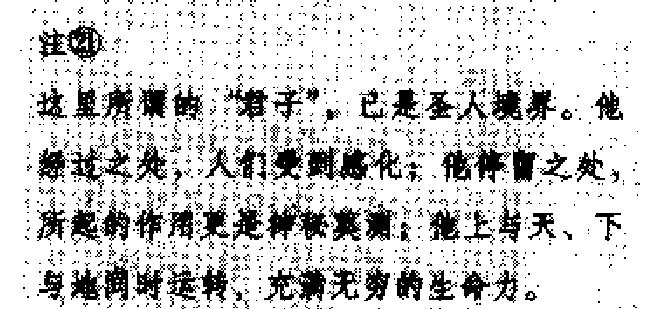 注㉑
这里所谓的“君子”，已是圣人境界。他
经过之处，人们受到感化；他停留之处，
所起的作用更是神秘莫测；他上与天、下
与地同时运转，充满无穷的生命力。